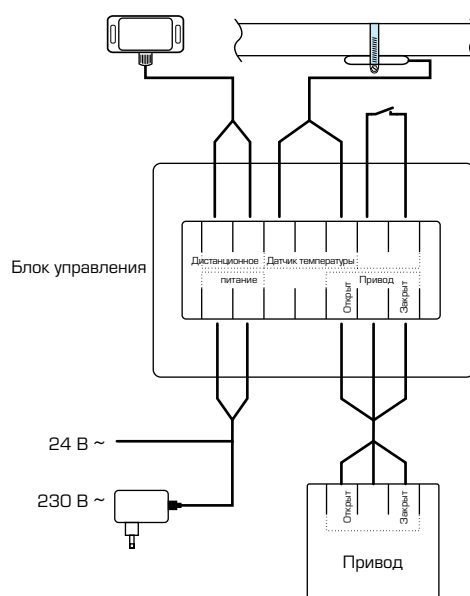 Дистанционное
Датчик температуры
Блок управления
питание
Привод
Открыт
Закрыт
24 В ~
230 В ~
Открыт
Закрыт
Привод